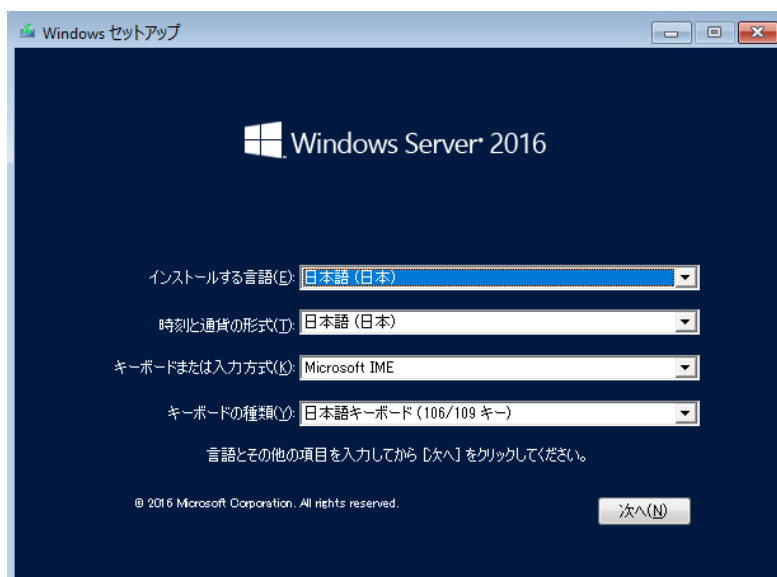 Windows セットアップ
Windows Server 2016
インストールする言語(E): 日本語 (日本)
時刻と通貨の形式(T): 日本語 (日本)
キーボードまたは入力方式(K): Microsoft IME
キーボードの種類(Y): 日本語キーボード (106/109 キー)
言語とその他の項目を入力してから [次へ] をクリックしてください。
© 2016 Microsoft Corporation. All rights reserved.
次へ(N)